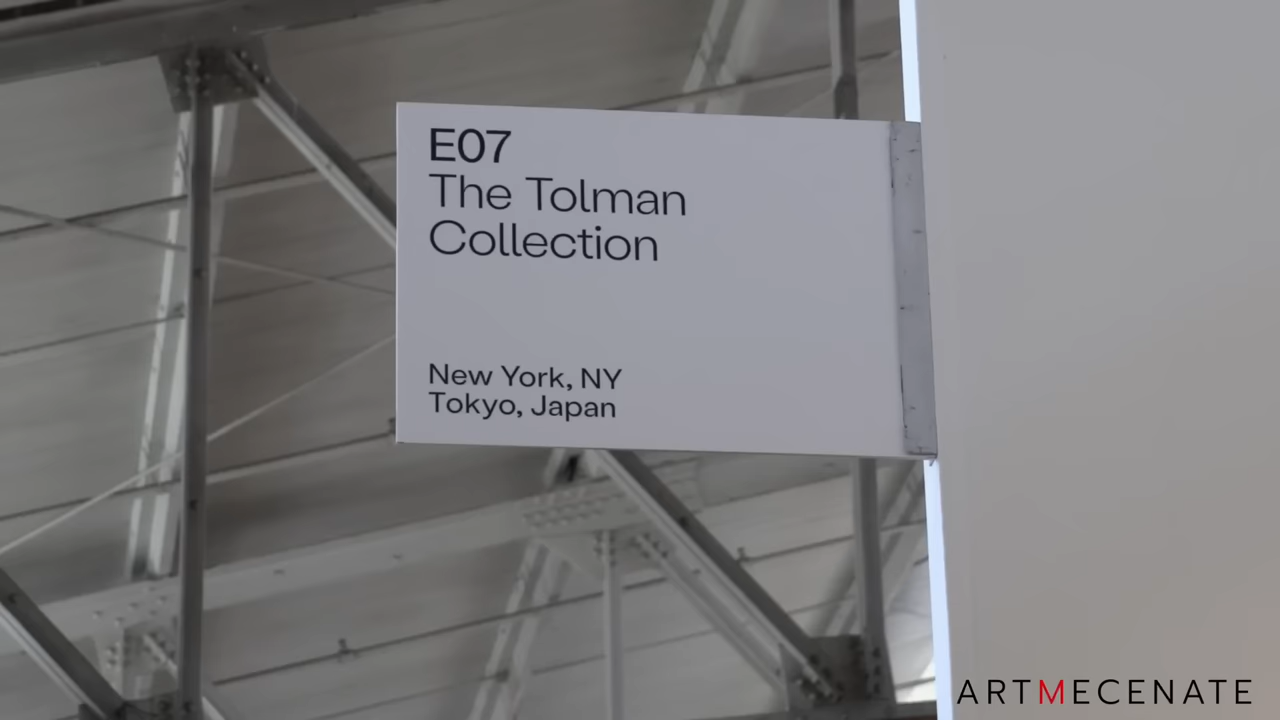 E07
The Tolman
Collection
New York, NY
Tokyo, Japan
ARTMECENATE